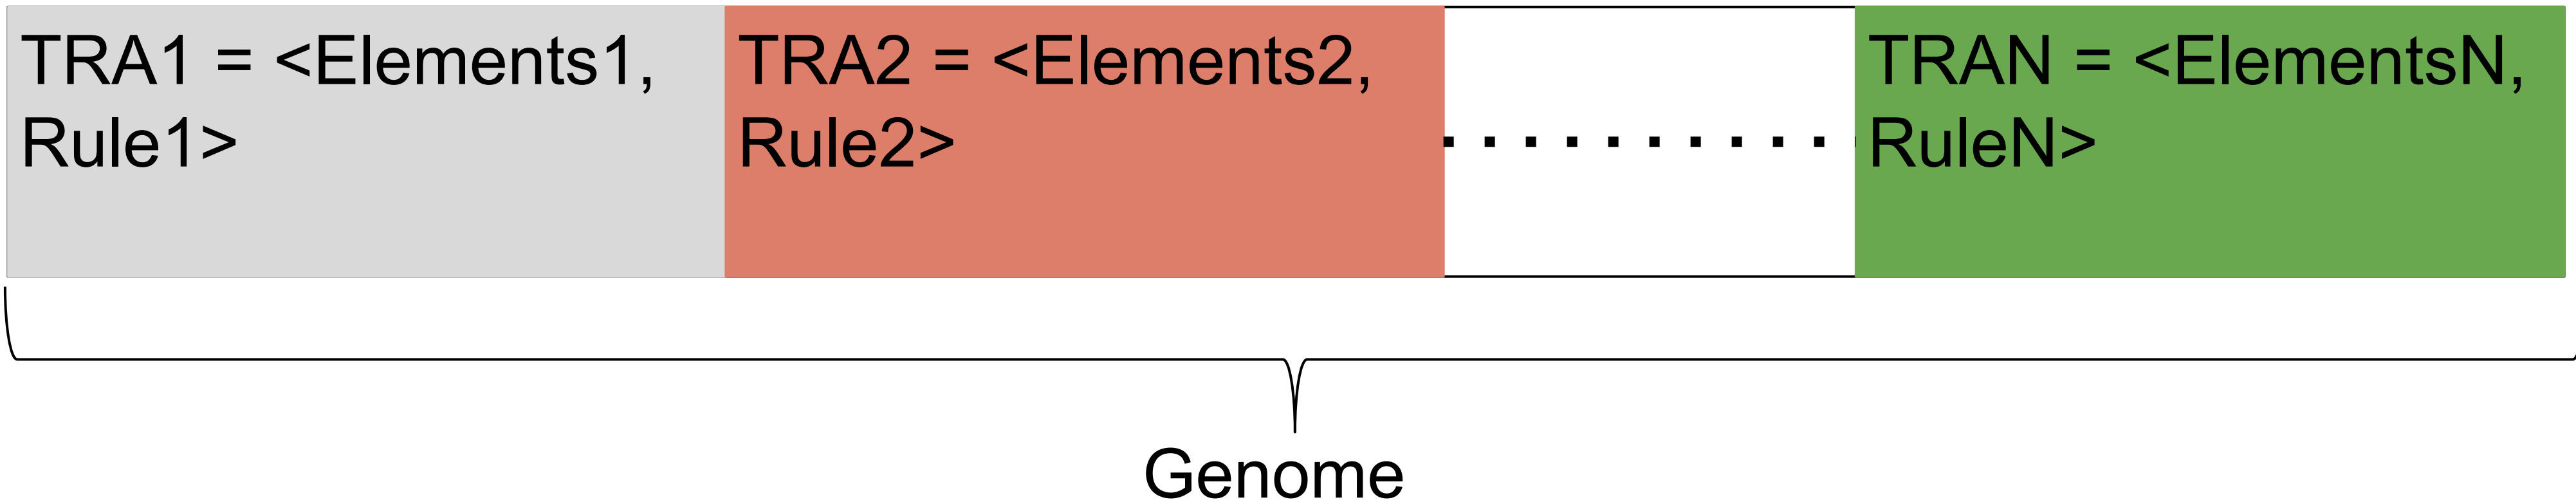 TRA1 = <Elements1,
Rule1>
TRA2 = <Elements2,
Rule2>
TRAN = <ElementsN,
RuleN>
Genome